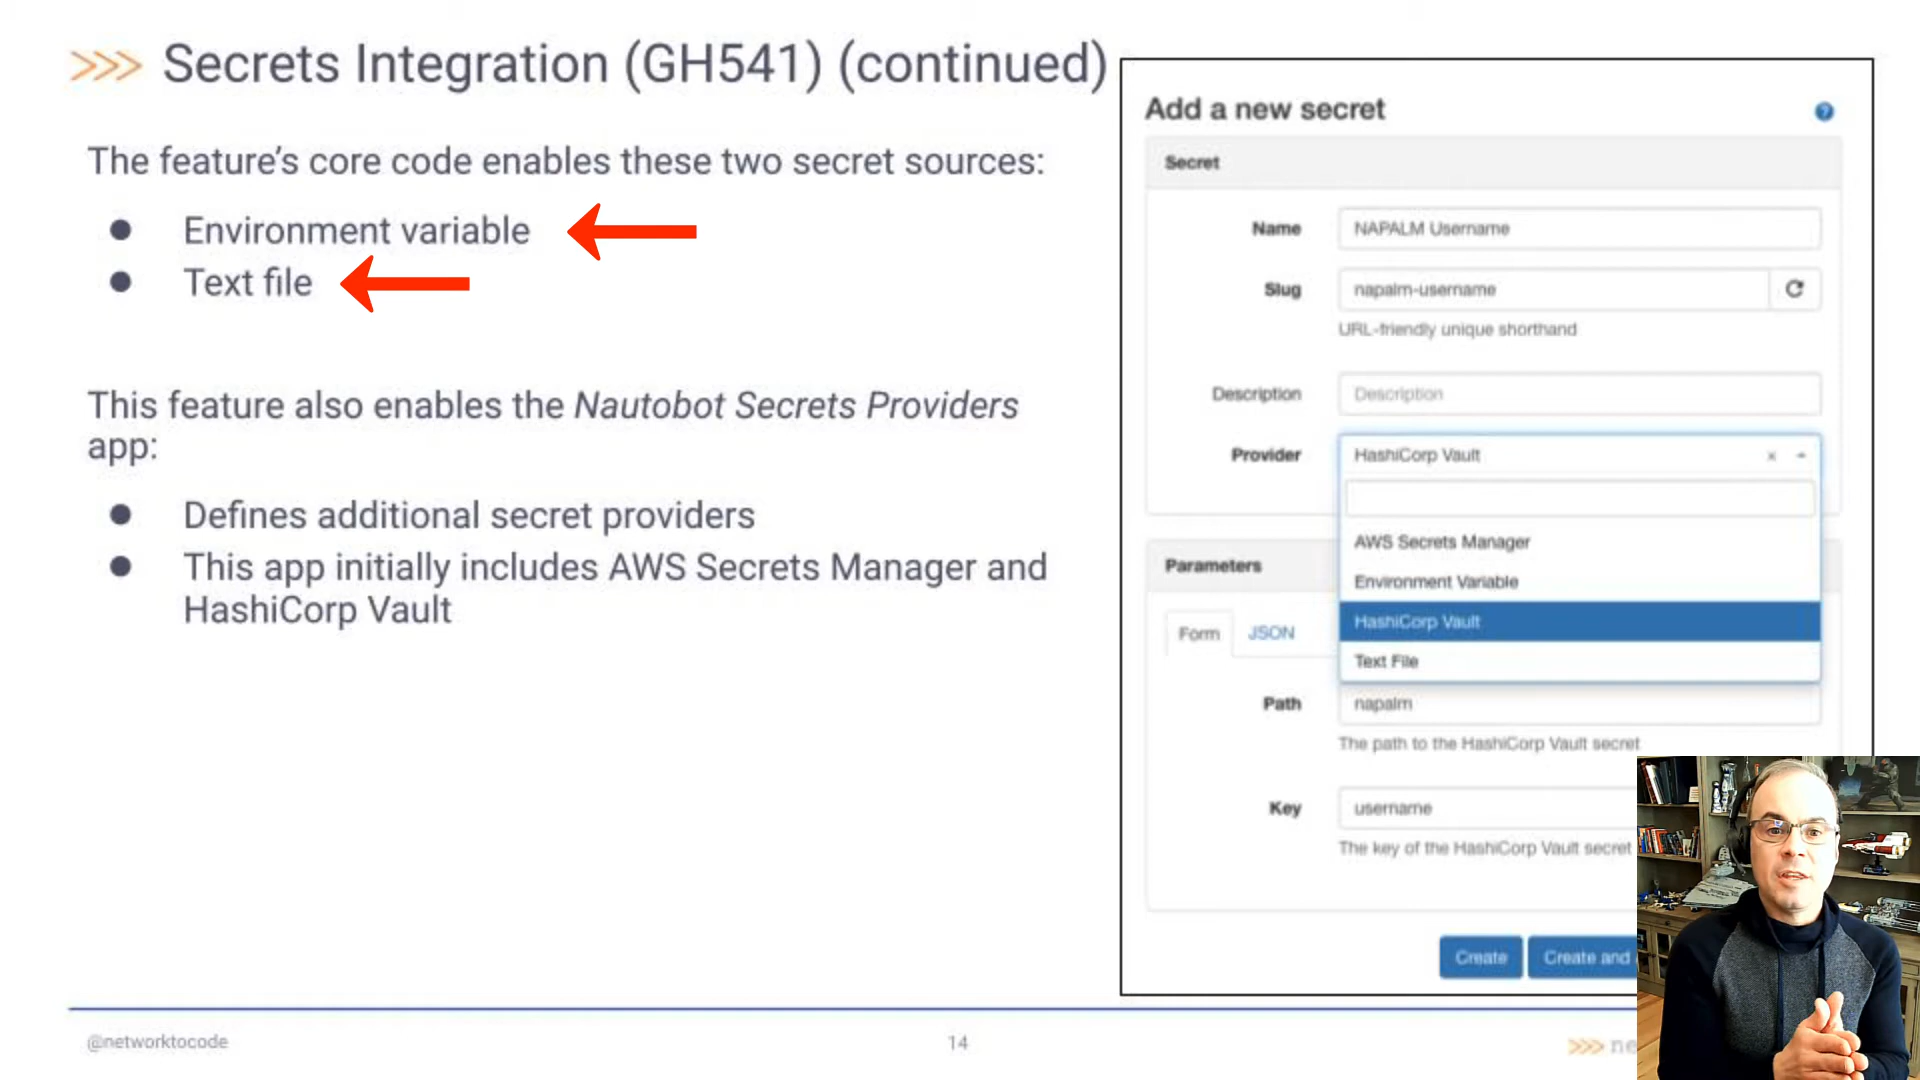 >>> Secrets Integration (GH541) (continued)
The feature's core code enables these two secret sources:
● Environment variable
● Text file
This feature also enables the Nautobot Secrets Providers
app:
● Defines additional secret providers
● This app initially includes AWS Secrets Manager and
HashiCorp Vault
Add a new secret
?
Secret
Name NAPALM Username
Slug napalm-username
URL-friendly unique shorthand
Description Description
Provider HashiCorp Vault ×
AWS Secrets Manager
Environment Variable
HashiCorp Vault
Text File
Parameters
Form JSON
Path napalm
The path to the HashiCorp Vault secret
Key username
The key of the HashiCorp Vault secret
Create Create and
@networktocode
14
>>> ne